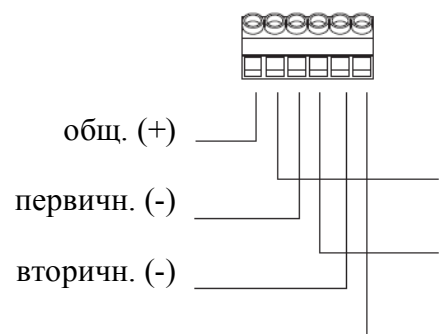 общ. (+)
первичн. (-)
вторичн. (-)